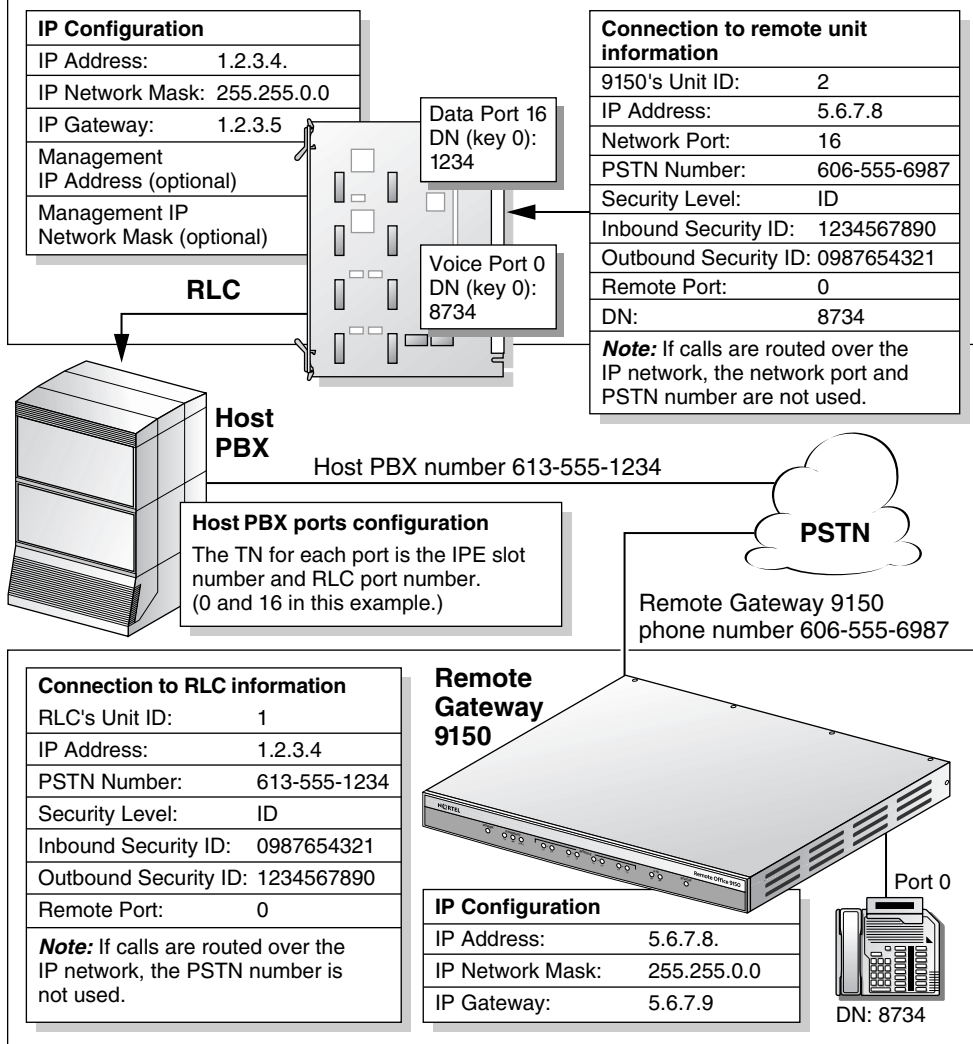 IP Configuration
IP Address: 1.2.3.4.
IP Network Mask: 255.255.0.0
IP Gateway: 1.2.3.5
Management
IP Address (optional)
Management IP
Network Mask (optional)
Data Port 16
DN (key 0):
1234
Voice Port 0
DN (key 0):
8734
Connection to remote unit
information
9150's Unit ID: 2
IP Address: 5.6.7.8
Network Port: 16
PSTN Number: 606-555-6987
Security Level: ID
Inbound Security ID: 1234567890
Outbound Security ID: 0987654321
Remote Port: 0
DN: 8734
Note: If calls are routed over the
IP network, the network port and
PSTN number are not used.
RLC
Host
PBX
Host PBX number 613-555-1234
PSTN
Host PBX ports configuration
The TN for each port is the IPE slot
number and RLC port number.
(0 and 16 in this example.)
Remote Gateway 9150
phone number 606-555-6987
Connection to RLC information
RLC's Unit ID: 1
IP Address: 1.2.3.4
PSTN Number: 613-555-1234
Security Level: ID
Inbound Security ID: 0987654321
Outbound Security ID: 1234567890
Remote Port: 0
Note: If calls are routed over the
IP network, the PSTN number is
not used.
Remote
Gateway
9150
NORTEL
Remote Office 9150
IP Configuration
IP Address: 5.6.7.8.
IP Network Mask: 255.255.0.0
IP Gateway: 5.6.7.9
Port 0
DN: 8734